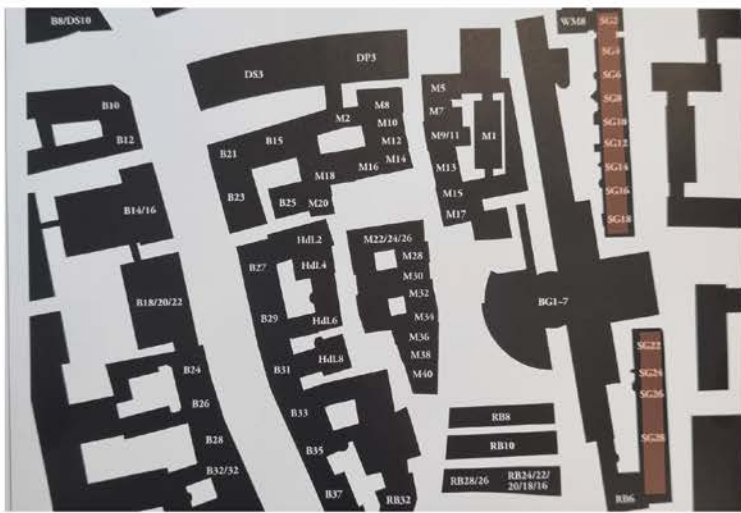 B8/DS10
WM8
SG2
DP3
SG4
DS3
SG6
M5
SG8
B10
M8
M7
M2
M10
SG10
B12
B15
M9/11
M1
M12
SG12
B21
M14
M16
M13
SG14
M18
B23
M15
SG16
B25
M20
B14/16
M17
SG18
HdL2
M22/24/26
B27
M28
HdL4
M30
B18/20/22
M32
BG1–7
B29
HdL6
M34
M36
SG22
HdL8
M38
B24
B31
M40
SG24
SG26
B26
B33
RB8
B28
SG28
B35
RB10
B32/32
RB28/26
RB24/22/
20/18/16
B37
RB32
RB6